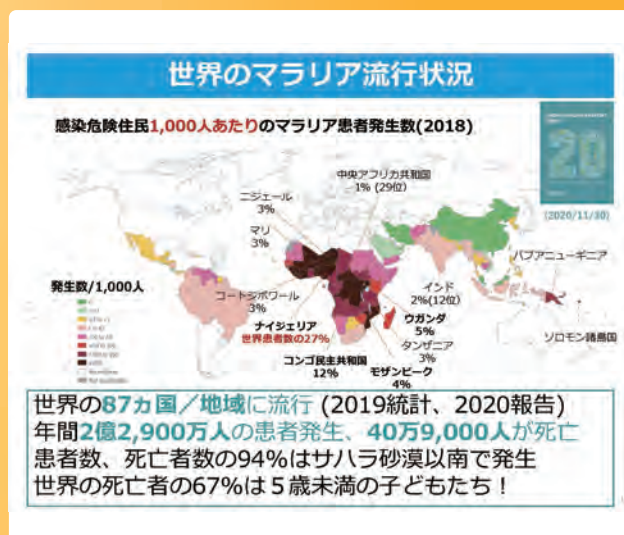 世界のマラリア流行状況
感染危険住民1,000人あたりのマラリア患者発生数(2018)
20
(2020/11/30)
中央アフリカ共和国
1% (29位)
ニジェール
3%
マリ
3%
パプアニューギニア
発生数/1,000人
コートジボワール
3%
インド
2%(12位)
ナイジェリア
世界患者数の27%
ウガンダ
5%
タンザニア
3%
ソロモン諸島国
コンゴ民主共和国
12%
モザンビーク
4%
世界の87ヵ国/地域に流行 (2019統計、2020報告)
年間2億2,900万人の患者発生、40万9,000人が死亡
患者数、死亡者数の94%はサハラ砂漠以南で発生
世界の死亡者の67%は5歳未満の子どもたち!